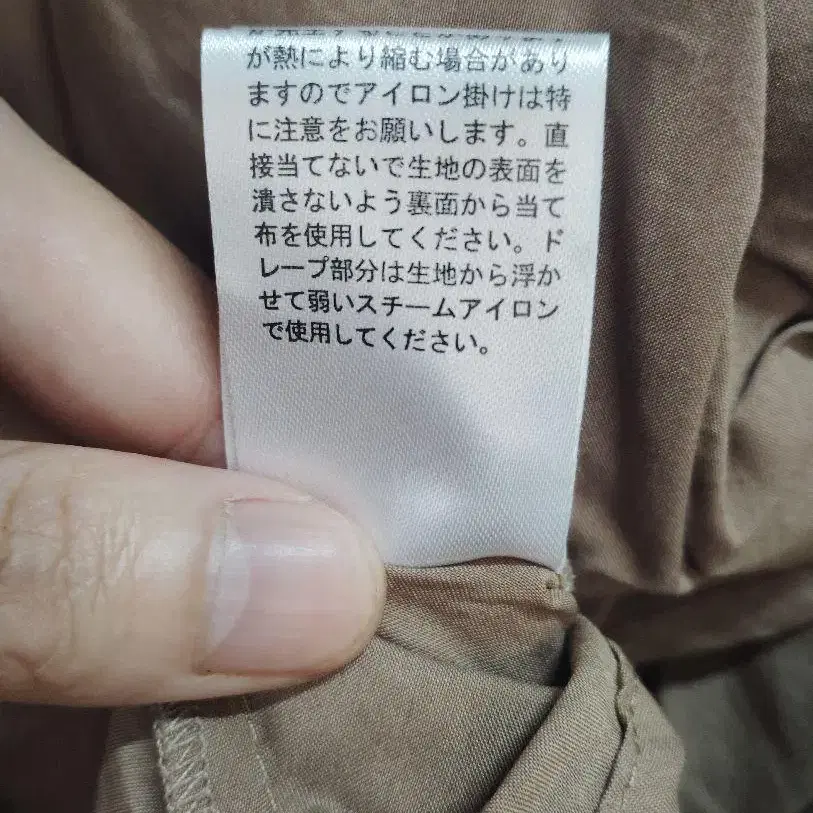 が熱により縮む場合があり
ますのでアイロン掛けは特
に注意をお願いします。直
接当てないで生地の表面を
潰さないよう裏面から当て
布を使用してください。ド
レープ部分は生地から浮か
せて弱いスチームアイロン
で使用してください。